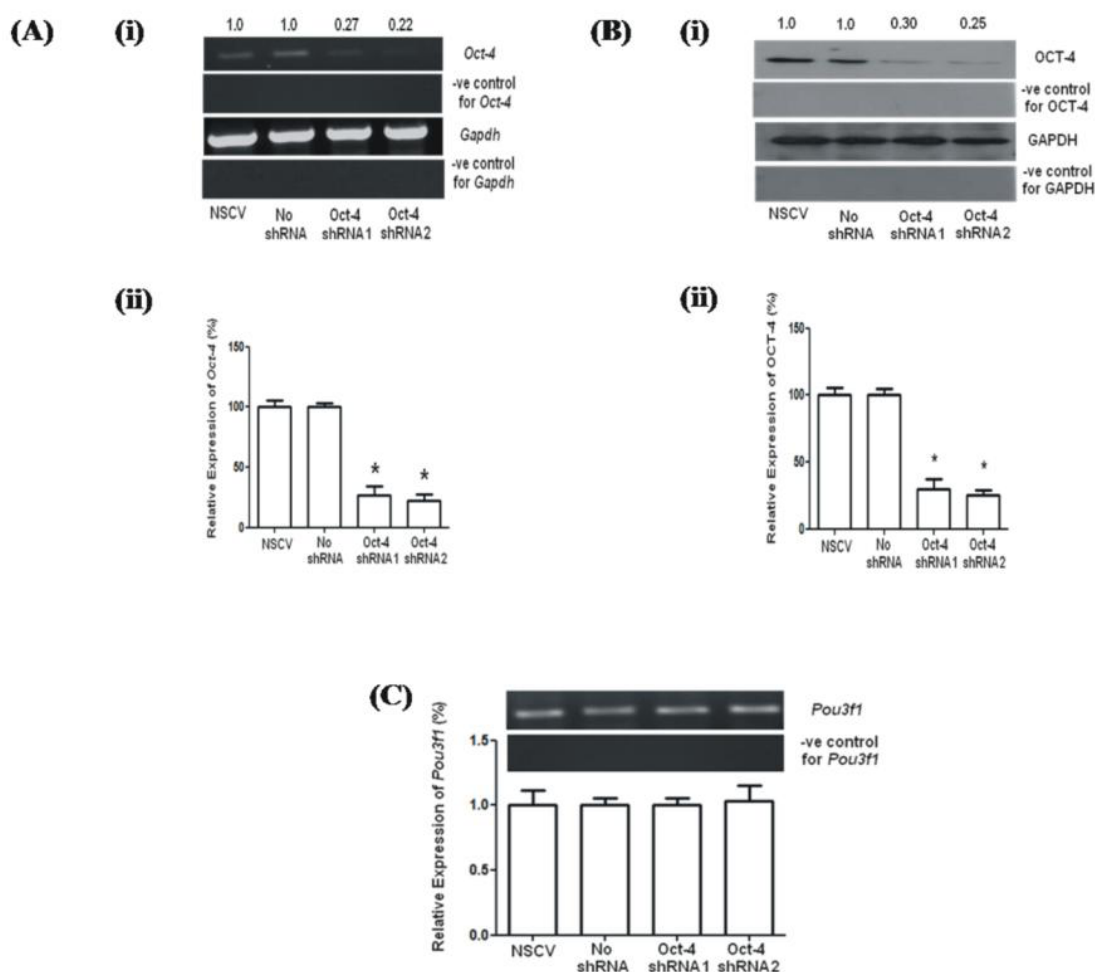 (A)
(i)
1.0 1.0 0.27 0.22
Oct-4
-ve control
for Oct-4
Gapdh
-ve control
for Gapdh
NSCV No shRNA Oct-4 shRNA1 Oct-4 shRNA2
(B)
(i)
1.0 1.0 0.30 0.25
OCT-4
-ve control
for OCT-4
GAPDH
-ve control
for GAPDH
NSCV No shRNA Oct-4 shRNA1 Oct-4 shRNA2
(ii)
Relative Expression of Oct-4 (%)
150
100
50
0
* *
NSCV No shRNA Oct-4 shRNA1 Oct-4 shRNA2
(ii)
Relative Expression of OCT-4 (%)
150
100
50
0
* *
NSCV No shRNA Oct-4 shRNA1 Oct-4 shRNA2
(C)
Pou3f1
-ve control
for Pou3f1
Relative Expression of Pou3f1 (%)
1.5
1.0
0.5
0.0
NSCV No shRNA Oct-4 shRNA1 Oct-4 shRNA2